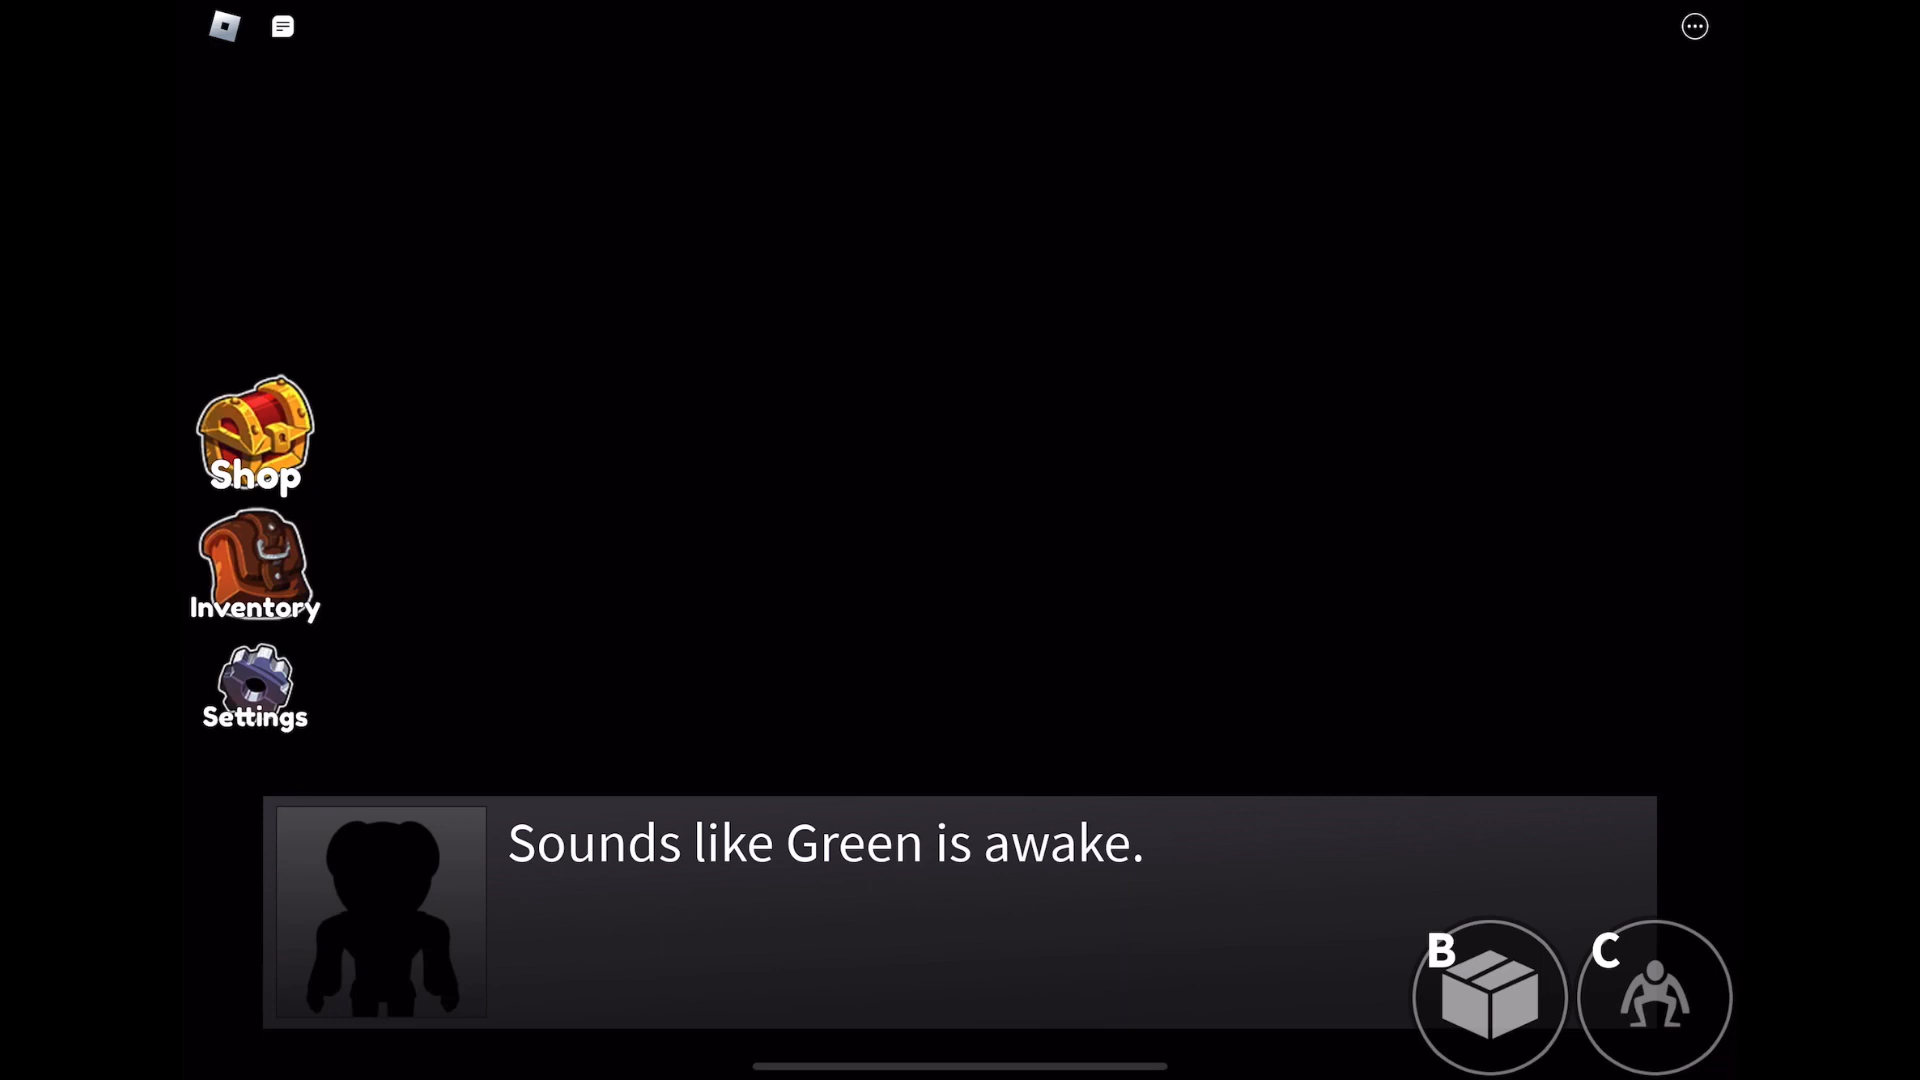 Shop
Inventory
Settings
Sounds like Green is awake.
B
C